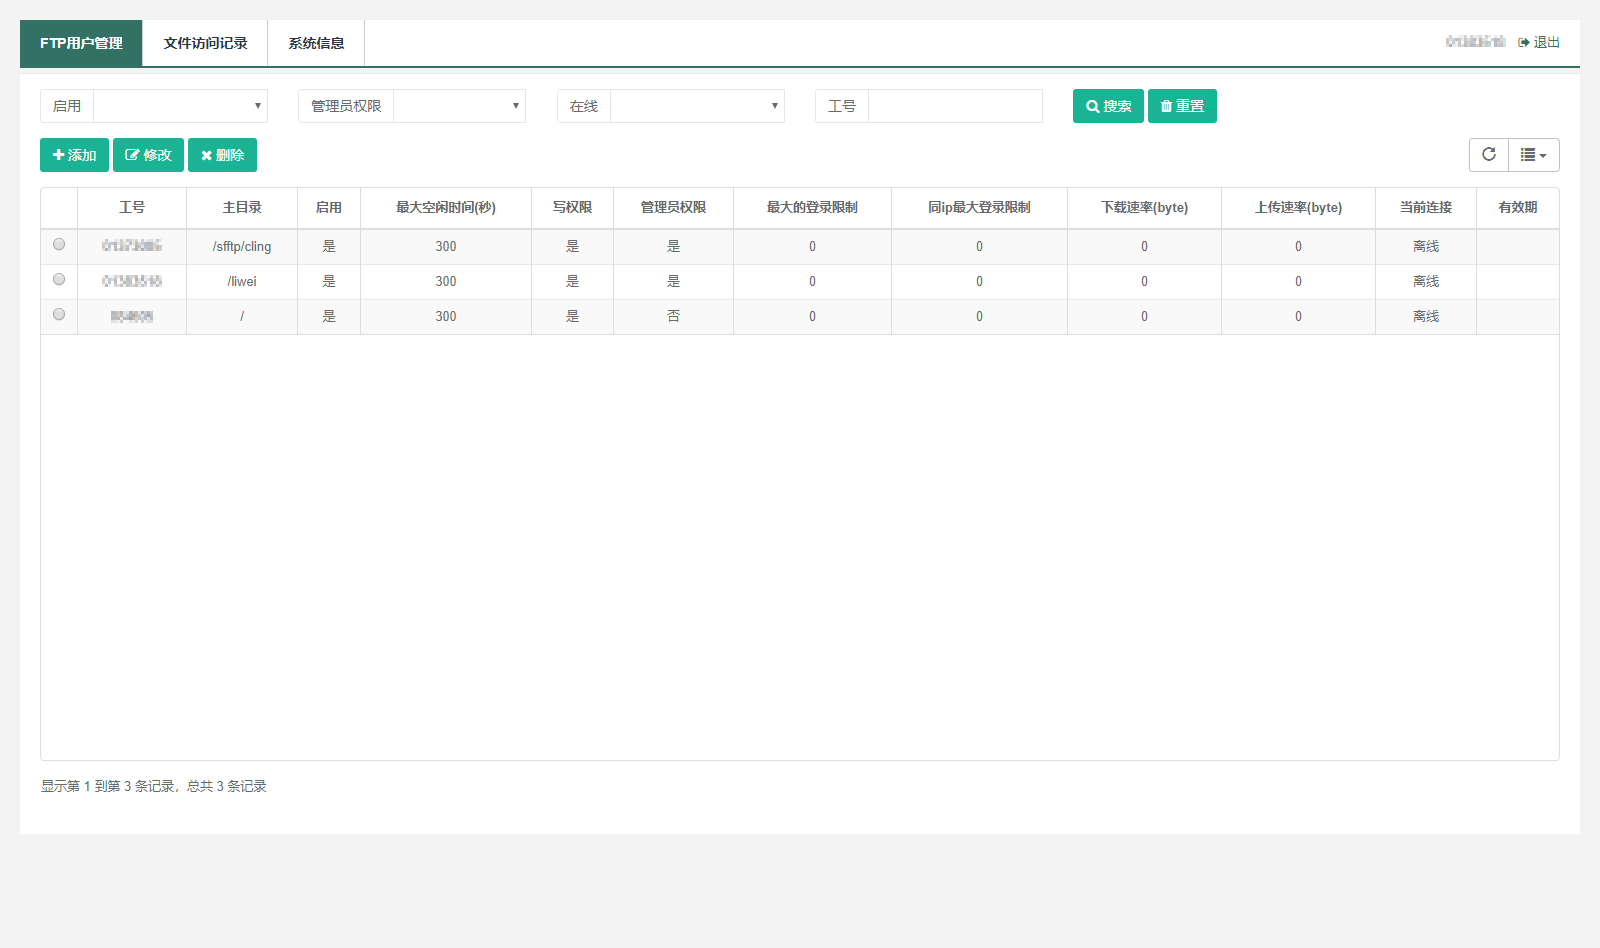 FTP用户管理 文件访问记录 系统信息 退出
启用 管理员权限 在线 工号 搜索 重置
添加 修改 删除
工号 主目录 启用 最大空闲时间(秒) 写权限 管理员权限 最大的登录限制 同ip最大登录限制 下载速率(byte) 上传速率(byte) 当前连接 有效期
/sfftp/cling 是 300 是 是 0 0 0 0 离线
/liwei 是 300 是 是 0 0 0 0 离线
/ 是 300 是 否 0 0 0 0 离线
显示第 1 到第 3 条记录，总共 3 条记录